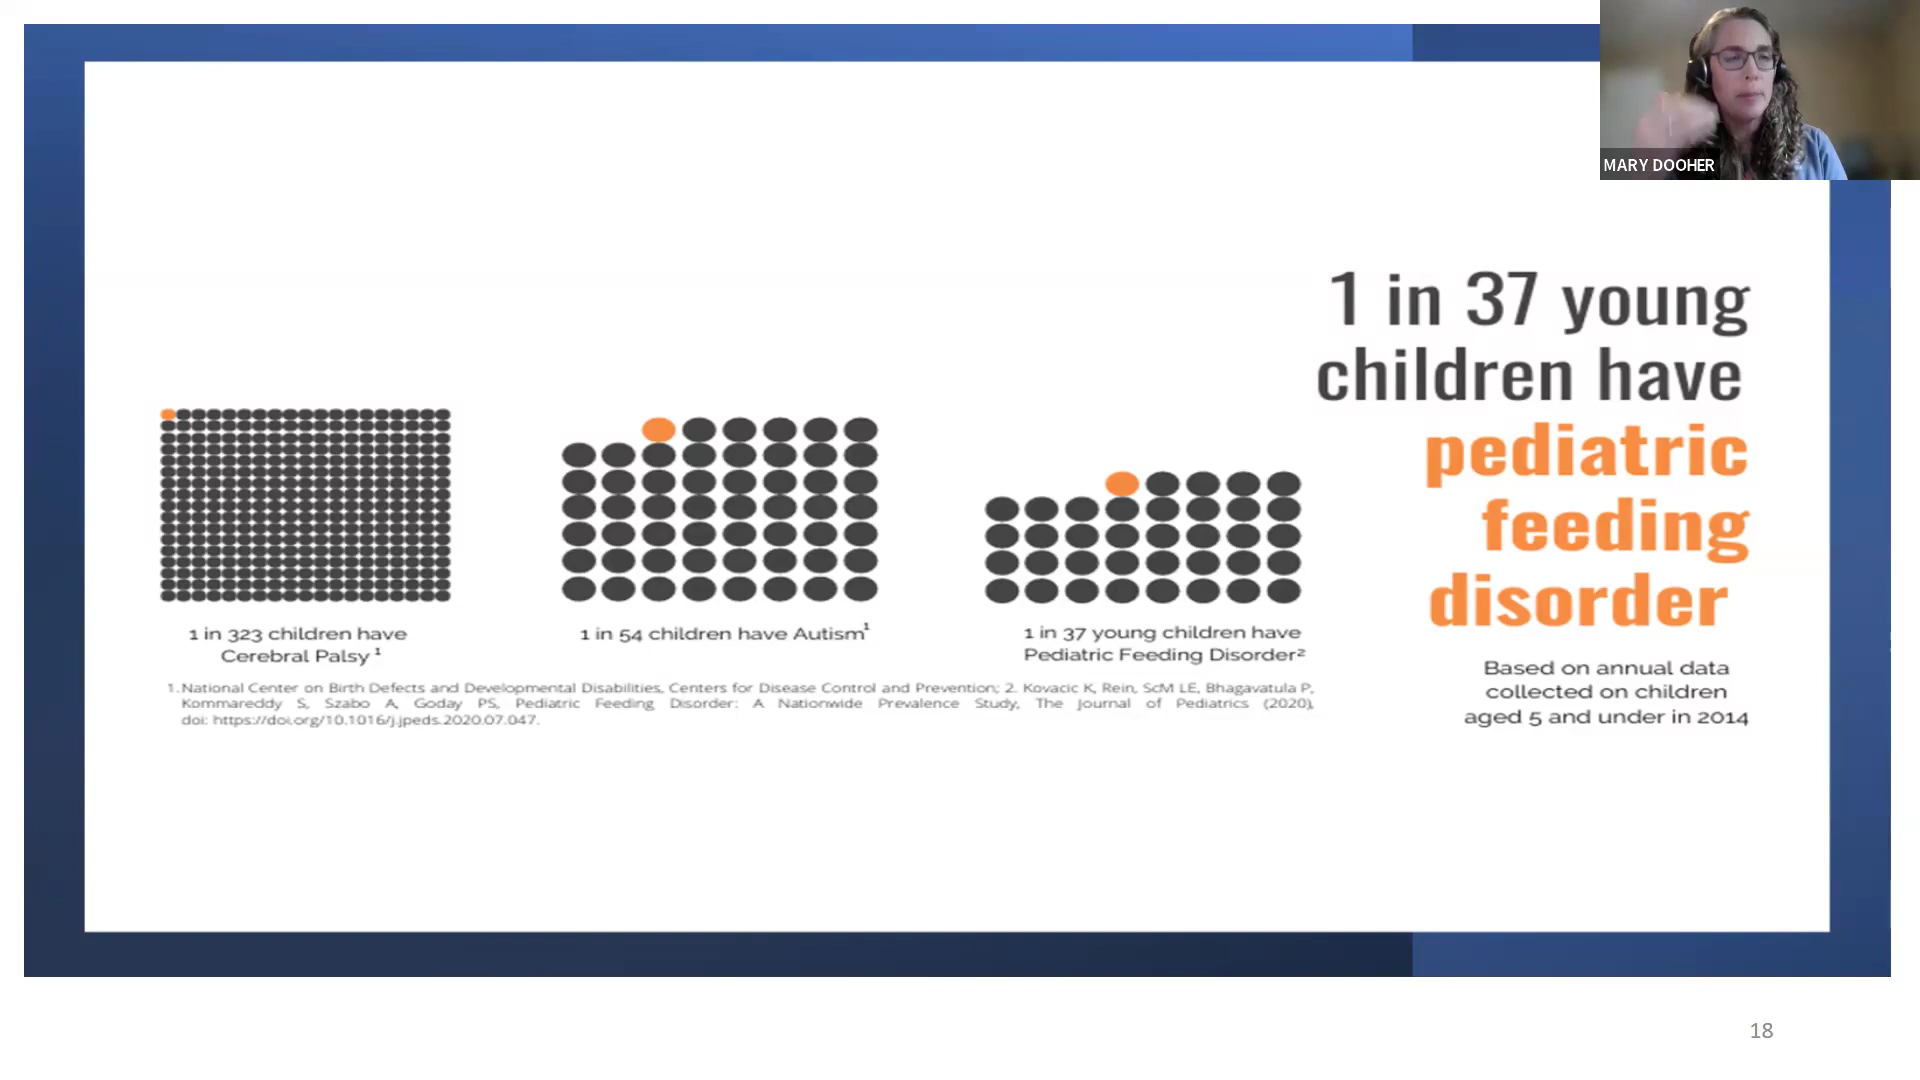 MARY DOOHER
1 in 37 young
children have
pediatric
feeding
disorder
Based on annual data
collected on children
aged 5 and under in 2014
1 in 323 children have
Cerebral Palsy 1
1 in 54 children have Autism1
1 in 37 young children have
Pediatric Feeding Disorder2
1. National Center on Birth Defects and Developmental Disabilities, Centers for Disease Control and Prevention; 2. Kovacic K, Rein, ScM LE, Bhagavatula P,
Kommareddy S, Szabo A, Goday PS, Pediatric Feeding Disorder: A Nationwide Prevalence Study, The Journal of Pediatrics (2020),
doi: https://doi.org/10.1016/j.jpeds.2020.07.047.
18